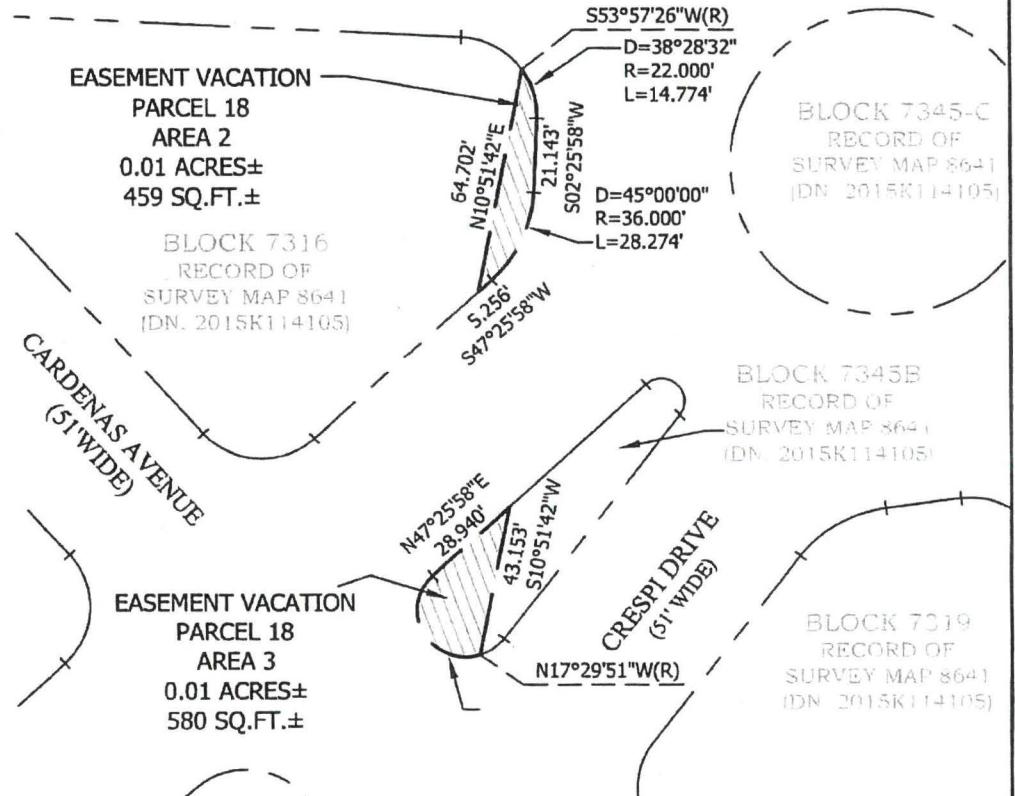 S53°57'26"W(R)
D=38°28'32"
R=22.000'
L=14.774'
EASEMENT VACATION
PARCEL 18
AREA 2
0.01 ACRES±
459 SQ.FT.±
64.702'
N10°51'42"E
21.143'
S02°25'58"W
D=45°00'00"
R=36.000'
L=28.274'
5.256'
S47°25'58"W
BLOCK 7345-C
RECORD OF
SURVEY MAP 8641
(DN. 2015K114105)
BLOCK 7316
RECORD OF
SURVEY MAP 8641
(DN. 2015K114105)
CARDENAS AVENUE
(51'WIDE)
BLOCK 7345B
RECORD OF
SURVEY MAP 8641
(DN. 2015K114105)
N47°25'58"E
28.940'
43.153'
S10°51'42"W
CRESPI DRIVE
(51' WIDE)
EASEMENT VACATION
PARCEL 18
AREA 3
0.01 ACRES±
580 SQ.FT.±
N17°29'51"W(R)
BLOCK 7319
RECORD OF
SURVEY MAP 8641
(DN. 2015K114105)